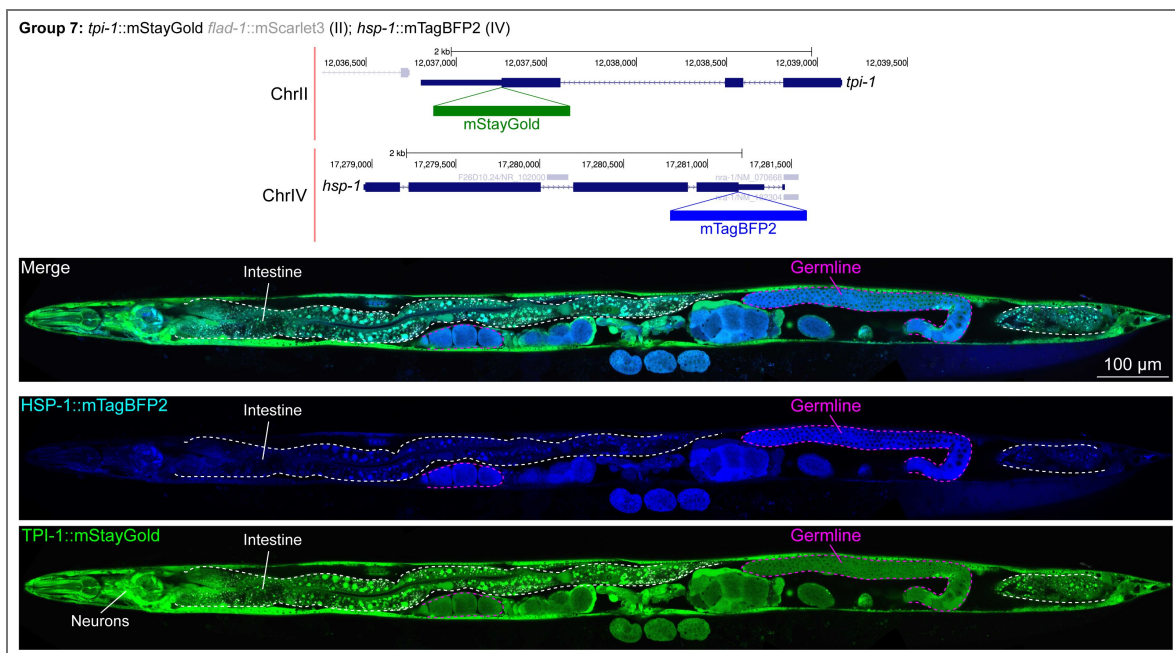 Group 7: tpi-1::mStayGold flad-1::mScarlet3 (II); hsp-1::mTagBFP2 (IV)
2 kb
12,036,500 12,037,000 12,037,500 12,038,000 12,038,500 12,039,000 12,039,500
ChrII
tpi-1
mStayGold
2 kb
17,279,000 17,279,500 17,280,000 17,280,500 17,281,000 17,281,500
F26D10.24/NR_102000 nra-1/NM_070668
ChrIV
hsp-1
mTagBFP2
Merge
Intestine
Germline
100 µm
HSP-1::mTagBFP2
Intestine
Germline
TPI-1::mStayGold
Intestine
Germline
Neurons